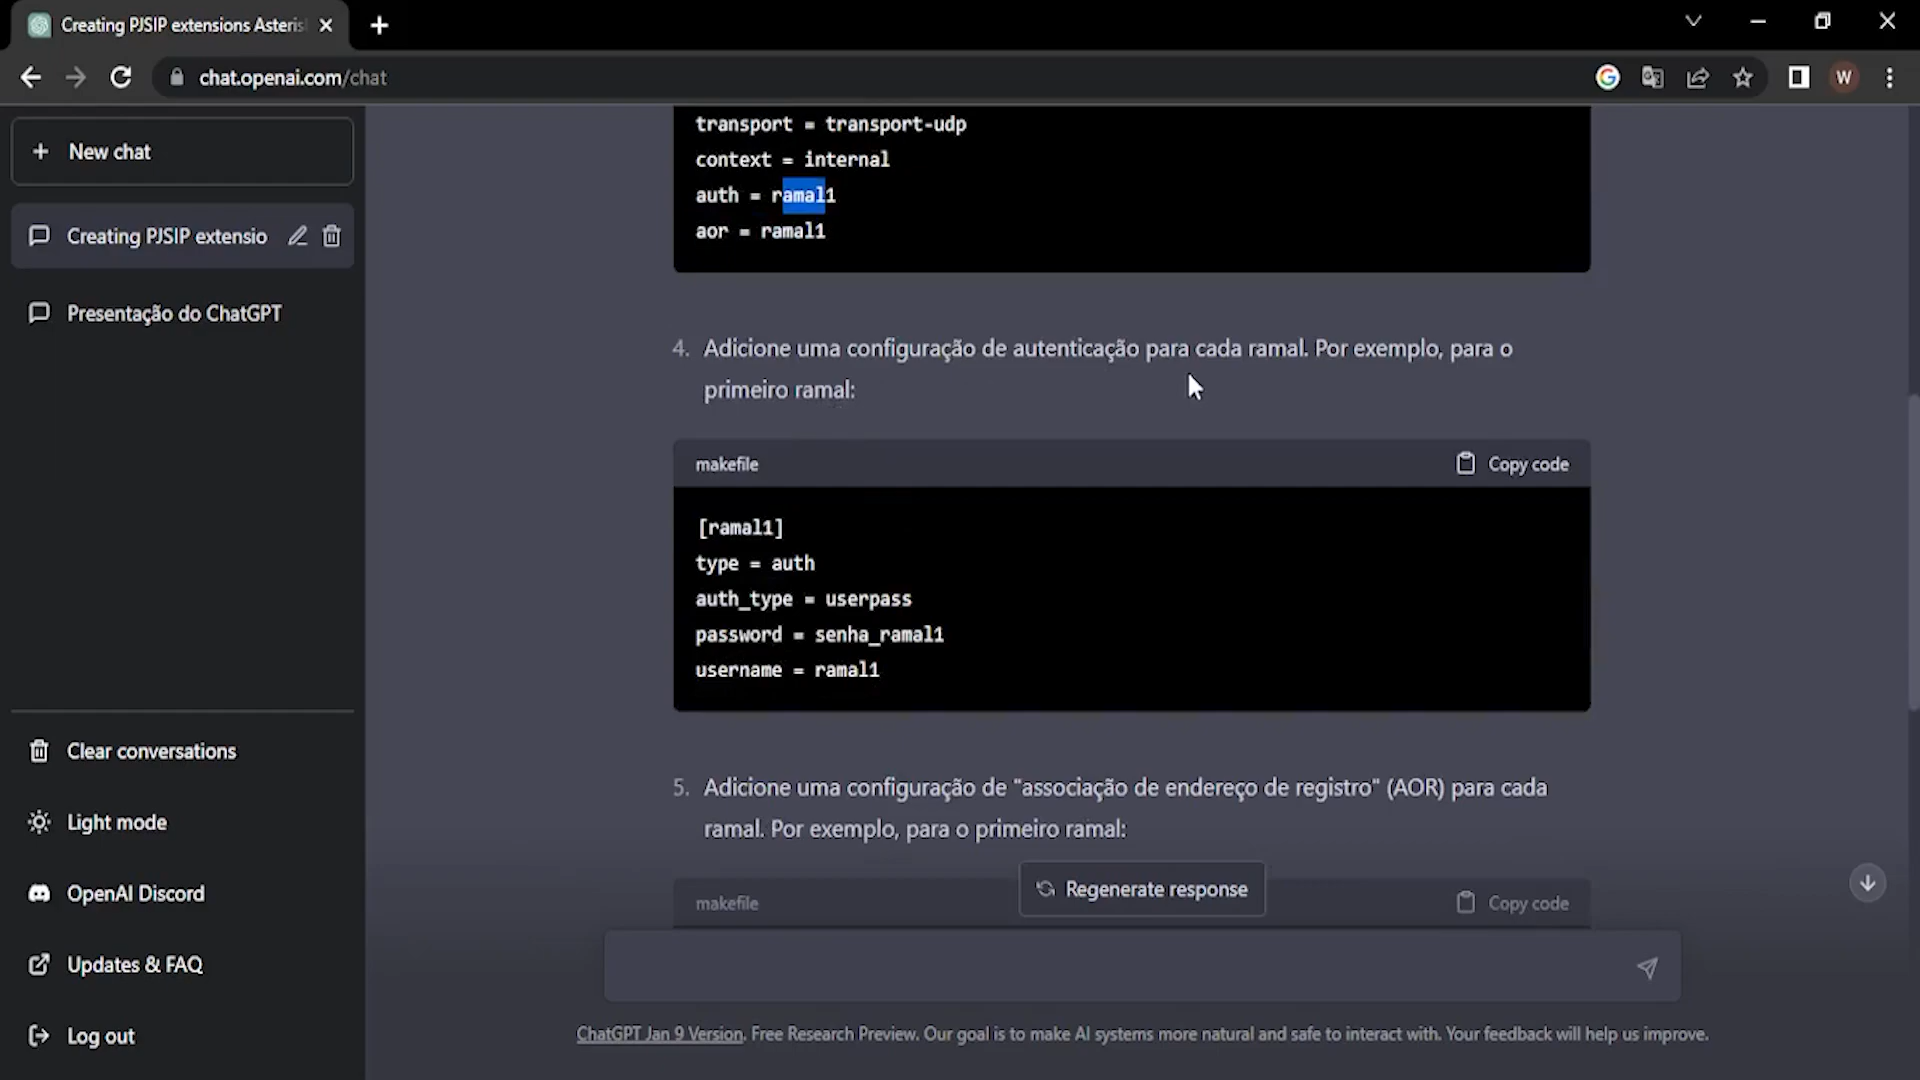 Creating PJSIP extensions Asteris
chat.openai.com/chat
W
New chat
Creating PJSIP extensio
Presentação do ChatGPT
Clear conversations
Light mode
OpenAI Discord
Updates & FAQ
Log out
transport = transport-udp
context = internal
auth = ramal1
aor = ramal1
4. Adicione uma configuração de autenticação para cada ramal. Por exemplo, para o
primeiro ramal:
makefile
Copy code
[ramal1]
type = auth
auth_type = userpass
password = senha_ramal1
username = ramal1
5. Adicione uma configuração de "associação de endereço de registro" (AOR) para cada
ramal. Por exemplo, para o primeiro ramal:
Regenerate response
makefile
Copy code
ChatGPT Jan 9 Version. Free Research Preview. Our goal is to make AI systems more natural and safe to interact with. Your feedback will help us improve.